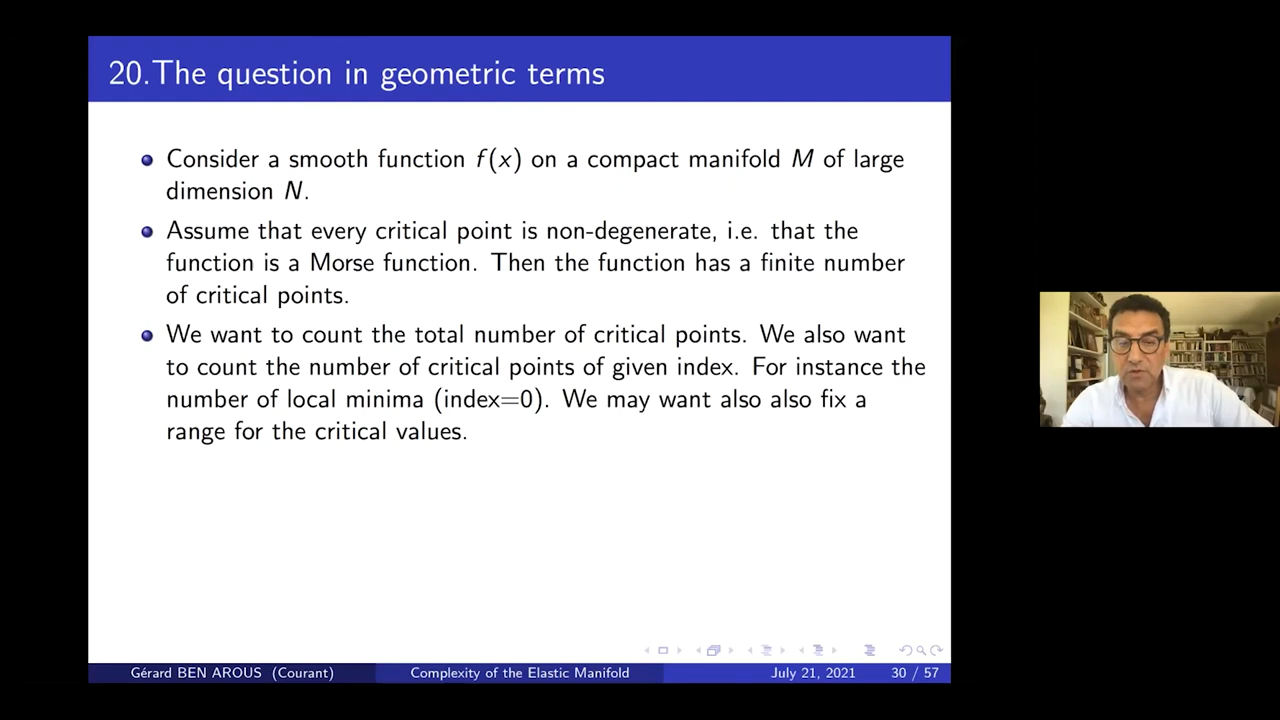 20.The question in geometric terms
Consider a smooth function f(x) on a compact manifold M of large
dimension N.
Assume that every critical point is non-degenerate, i.e. that the
function is a Morse function. Then the function has a finite number
of critical points.
We want to count the total number of critical points. We also want
to count the number of critical points of given index. For instance the
number of local minima (index=0). We may want also also fix a
range for the critical values.
Gérard BEN AROUS (Courant) Complexity of the Elastic Manifold July 21, 2021 30 / 57